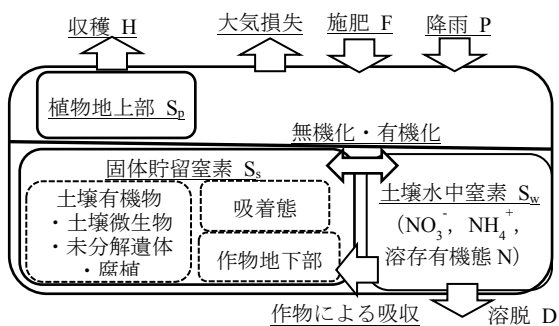 収穫 H 大気損失 施肥 F 降雨 P
植物地上部 Sp
無機化・有機化
固体貯留窒素 Ss
土壌有機物
・土壌微生物
・未分解遺体
・腐植
吸着態
作物地下部
土壌水中窒素 Sw
(NO3-, NH4+,
溶存有機態 N)
作物による吸収
溶脱 D